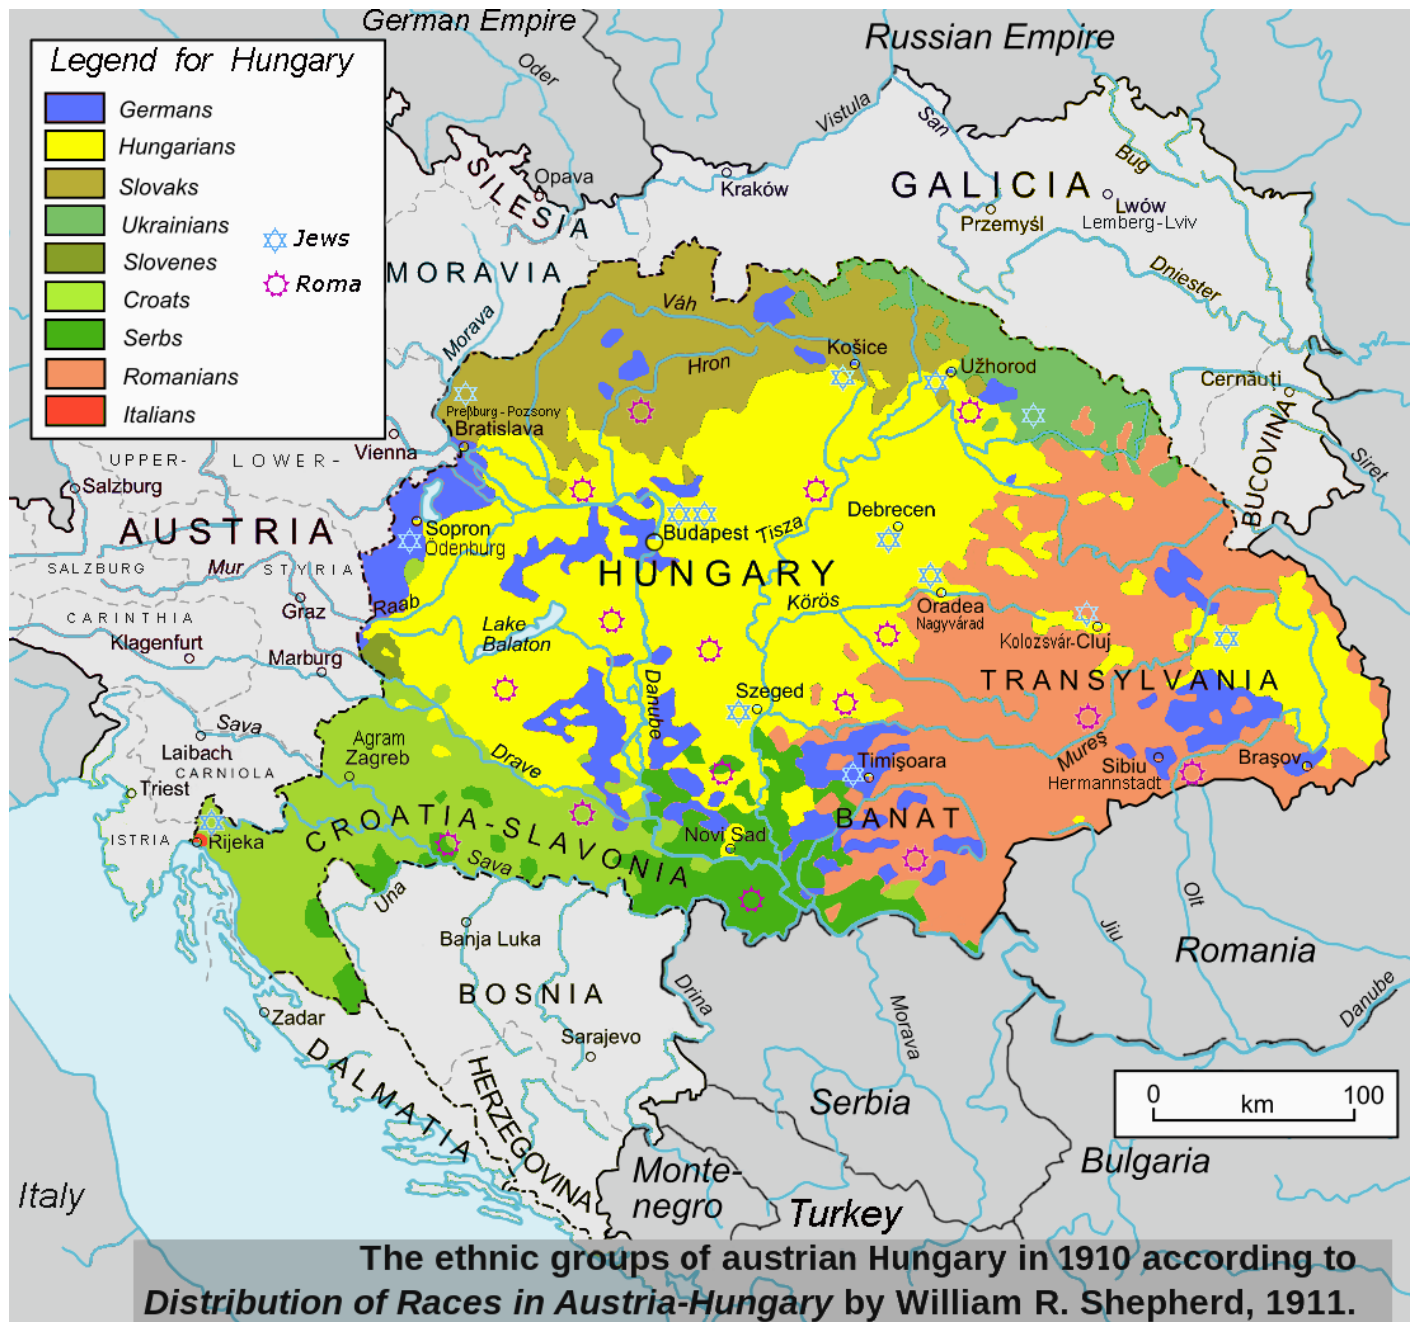 German Empire
Russian Empire
Legend for Hungary
Germans
Hungarians
Slovaks
Ukrainians
Slovenes
Croats
Serbs
Romanians
Italians
Jews
Roma
Oder
Vistula
San
Bug
SILESIA
Opava
Kraków
GALICIA
Przemyśl
Lwów
Lemberg-Lviv
Dniester
MORAVIA
Morava
Váh
Hron
Košice
Užhorod
Cernăuți
BUCOVINA
Siret
Preβburg - Pozsony
Bratislava
Vienna
UPPER-
LOWER-
Salzburg
AUSTRIA
SALZBURG
Mur
STYRIA
Sopron
Ödenburg
Budapest
Tisza
Debrecen
HUNGARY
Körös
Oradea
Nagyvárad
Kolozsvár-Cluj
CARINTHIA
Graz
Raab
Klagenfurt
Marburg
Lake
Balaton
Danube
Szeged
TRANSYLVANIA
Sava
Laibach
CARNIOLA
Agram
Zagreb
Drave
Timişoara
Mureş
Sibiu
Hermannstadt
Braşov
Triest
ISTRIA
Rijeka
CROATIA-SLAVONIA
Sava
Novi Sad
BANAT
Una
Banja Luka
BOSNIA
Sarajevo
Zadar
DALMATIA
HERZEGOVINA
Drina
Morava
Jiu
Olt
Romania
Danube
Serbia
0 100
km
Bulgaria
Italy
Monte-
negro
Turkey
The ethnic groups of austrian Hungary in 1910 according to
Distribution of Races in Austria-Hungary by William R. Shepherd, 1911.